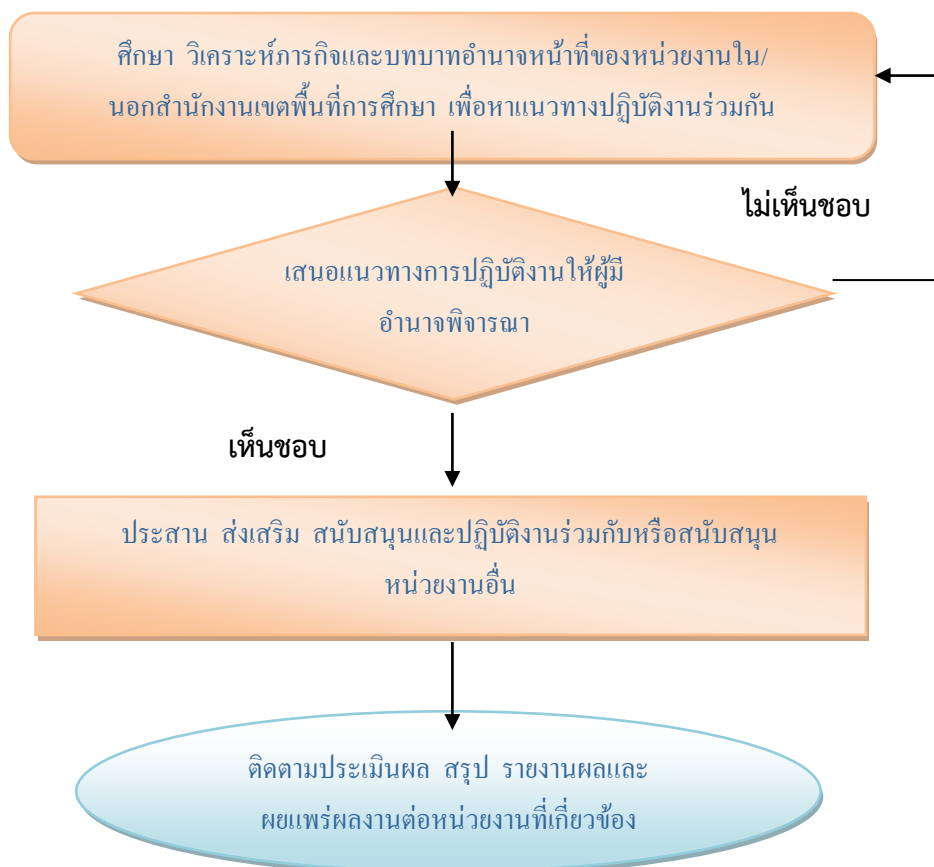 ศึกษา วิเคราะห์ภารกิจและบทบาทอำนาจหน้าที่ของหน่วยงานใน/
นอกสำนักงานเขตพื้นที่การศึกษา เพื่อหาแนวทางปฏิบัติงานร่วมกัน
ไม่เห็นชอบ
เสนอแนวทางการปฏิบัติงานให้ผู้มี
อำนาจพิจารณา
เห็นชอบ
ประสาน ส่งเสริม สนับสนุนและปฏิบัติงานร่วมกับหรือสนับสนุน
หน่วยงานอื่น
ติดตามประเมินผล สรุป รายงานผลและ
ผยแพร่ผลงานต่อหน่วยงานที่เกี่ยวข้อง